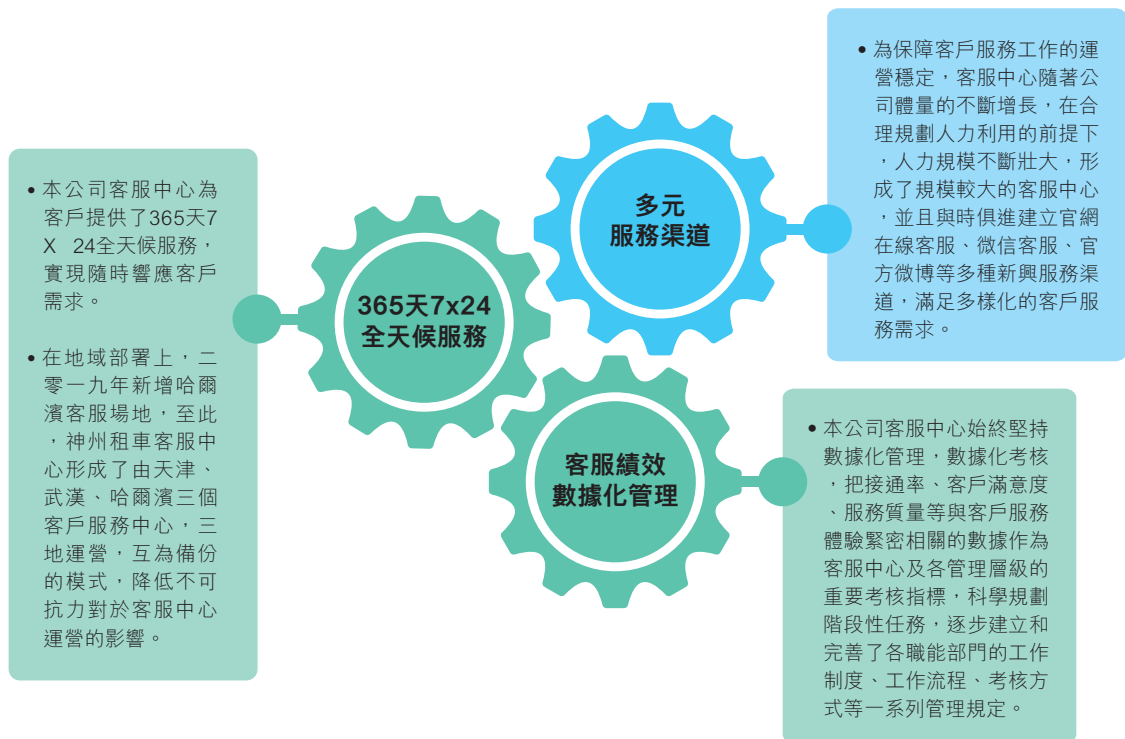 • 本公司客服中心為
客戶提供了365天7
X 24全天候服務，
實現隨時響應客戶
需求。
• 在地域部署上，二
零一九年新增哈爾
濱客服場地，至此
，神州租車客服中
心形成了由天津、
武漢、哈爾濱三個
客戶服務中心，三
地運營，互為備份
的模式，降低不可
抗力對於客服中心
運營的影響。
365天7x24
全天候服務
多元
服務渠道
• 為保障客戶服務工作的運
營穩定，客服中心隨著公
司體量的不斷增長，在合
理規劃人力利用的前提下
，人力規模不斷壯大，形
成了規模較大的客服中心
，並且與時俱進建立官網
在線客服、微信客服、官
方微博等多種新興服務渠
道，滿足多樣化的客戶服
務需求。
客服績效
數據化管理
• 本公司客服中心始終堅持
數據化管理，數據化考核
，把接通率、客戶滿意度
、服務質量等與客戶服務
體驗緊密相關的數據作為
客服中心及各管理層級的
重要考核指標，科學規劃
階段性任務，逐步建立和
完善了各職能部門的工作
制度、工作流程、考核方
式等一系列管理規定。